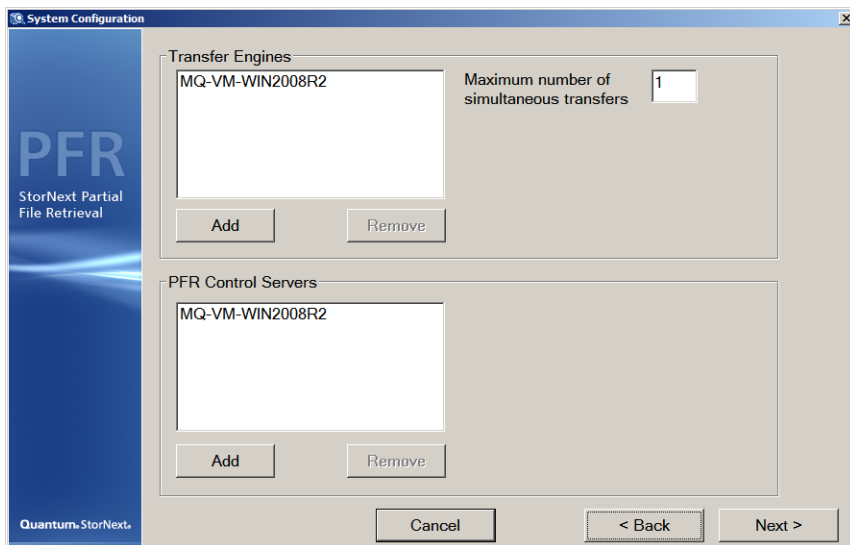 System Configuration
PFR
StorNext Partial
File Retrieval
Transfer Engines
MQ-VM-WIN2008R2
Maximum number of
simultaneous transfers
1
Add
Remove
PFR Control Servers
MQ-VM-WIN2008R2
Add
Remove
Quantum. StorNext.
Cancel
< Back
Next >